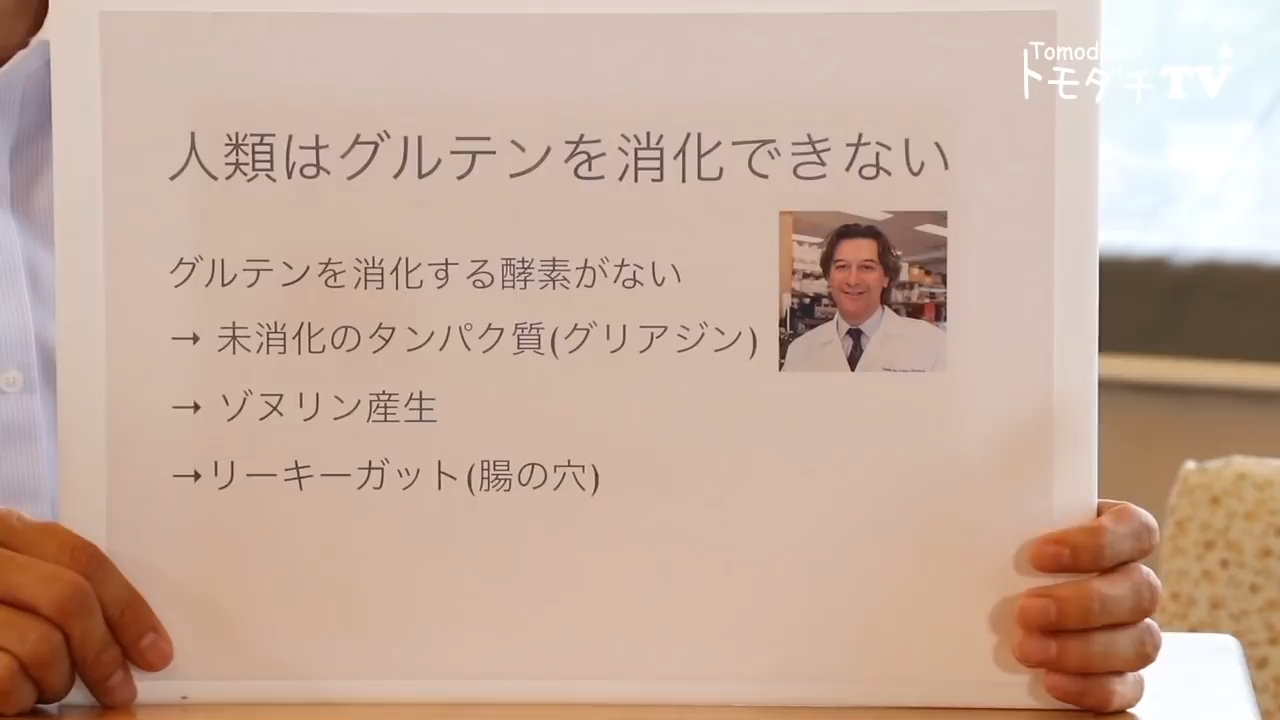 トモダチTV
人類はグルテンを消化できない
グルテンを消化する酵素がない
→ 未消化のタンパク質(グリアジン)
→ ゾヌリン産生
→リーキーガット(腸の穴)